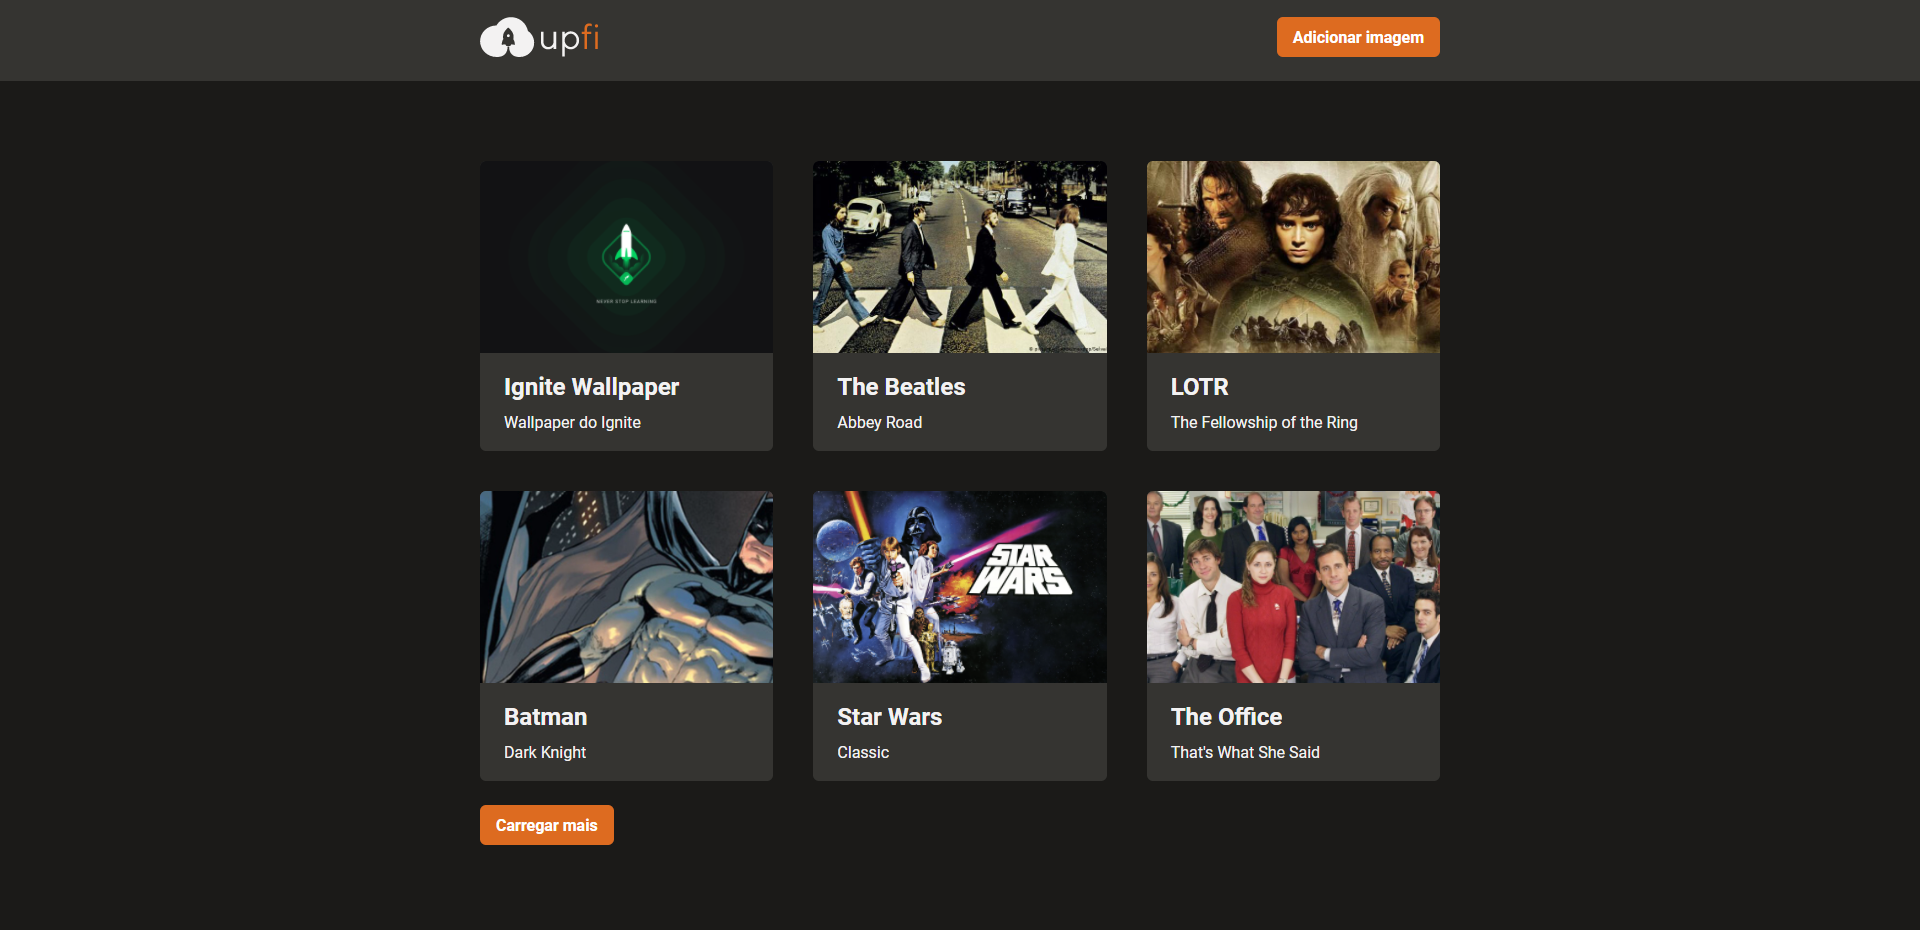 upfi
Adicionar imagem
NEVER STOP LEARNING
Ignite Wallpaper
Wallpaper do Ignite
The Beatles
Abbey Road
LOTR
The Fellowship of the Ring
STAR
WARS
Batman
Dark Knight
Star Wars
Classic
The Office
That's What She Said
Carregar mais